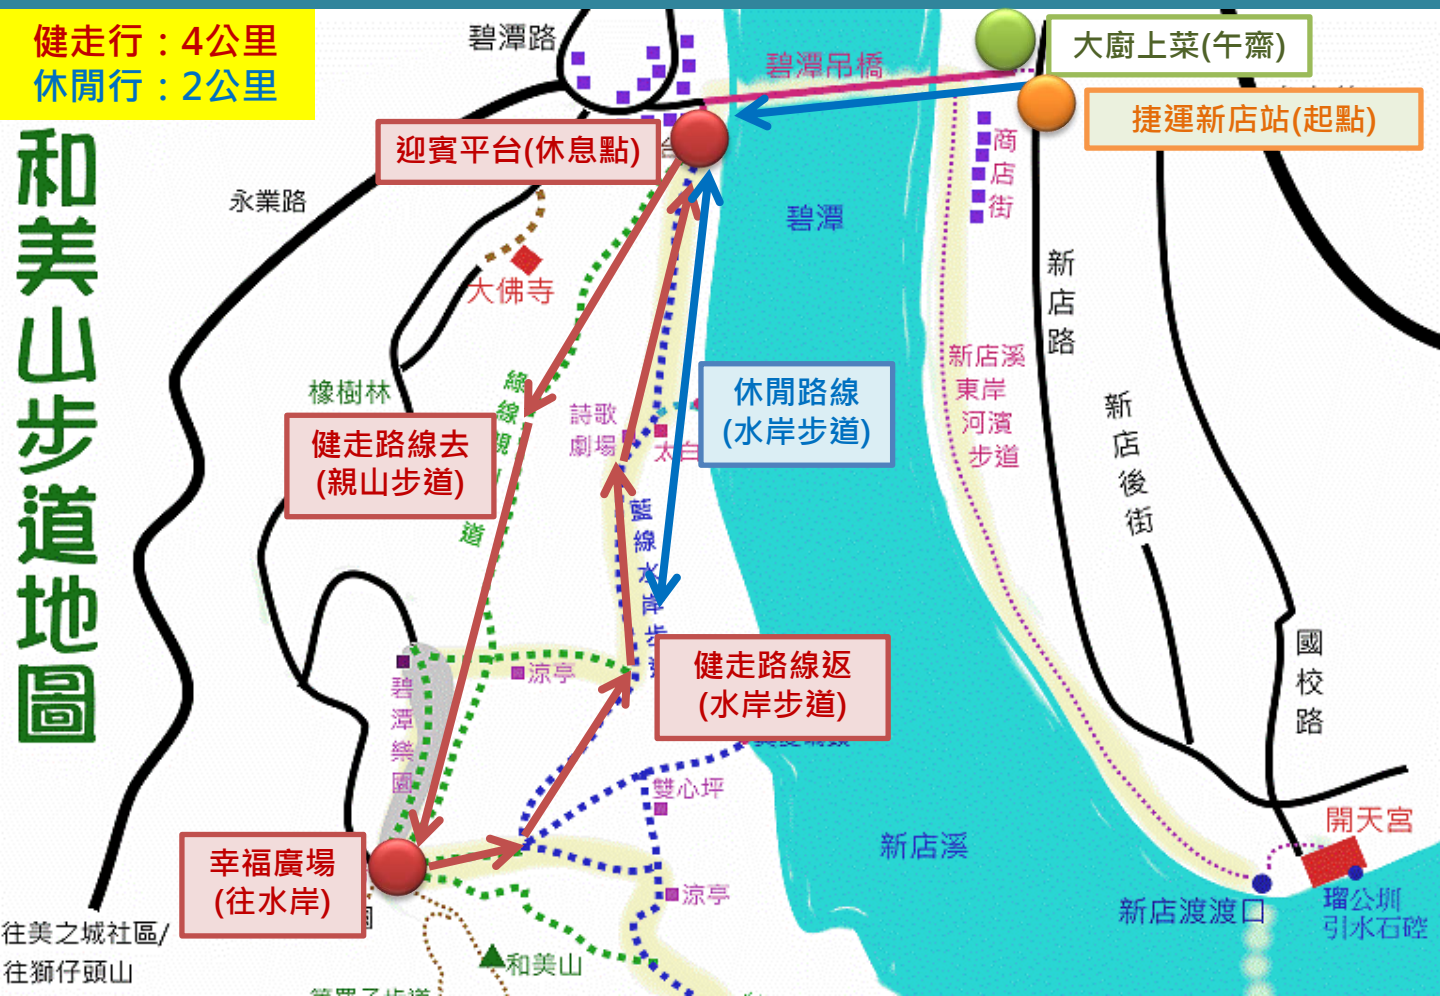 健走行：4公里
休閒行：2公里
和美山步道地圖
碧潭路
碧潭吊橋
大廚上菜(午齋)
捷運新店站(起點)
迎賓平台(休息點)
商店街
永業路
碧潭
大佛寺
新店路
新店溪
東岸
河濱
步道
橡樹林
詩歌
劇場
太白
休閒路線
(水岸步道)
新店後街
健走路線去
(親山步道)
道
藍線水岸步
涼亭
健走路線返
(水岸步道)
國校路
碧潭樂園
雙心坪
新店溪
開天宮
幸福廣場
(往水岸)
涼亭
新店渡渡口
瑠公圳
引水石硿
往美之城社區/
往獅仔頭山
和美山